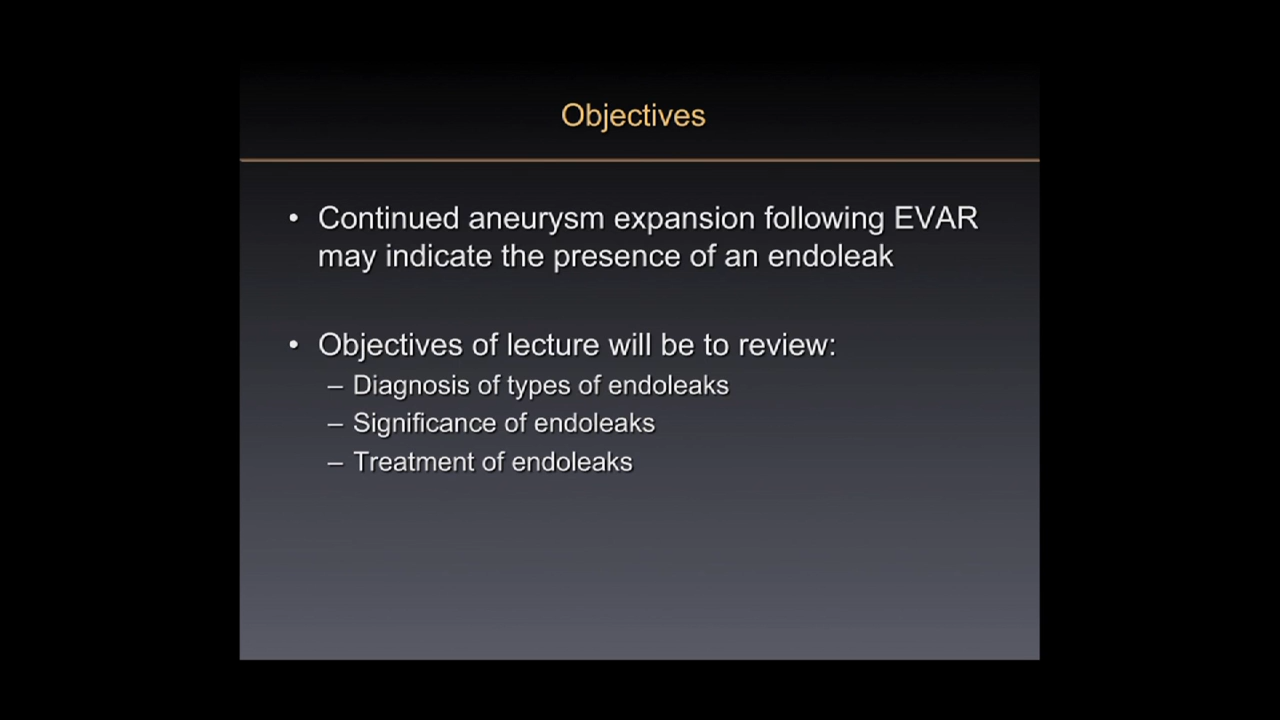 Objectives
• Continued aneurysm expansion following EVAR
may indicate the presence of an endoleak
• Objectives of lecture will be to review:
– Diagnosis of types of endoleaks
– Significance of endoleaks
– Treatment of endoleaks